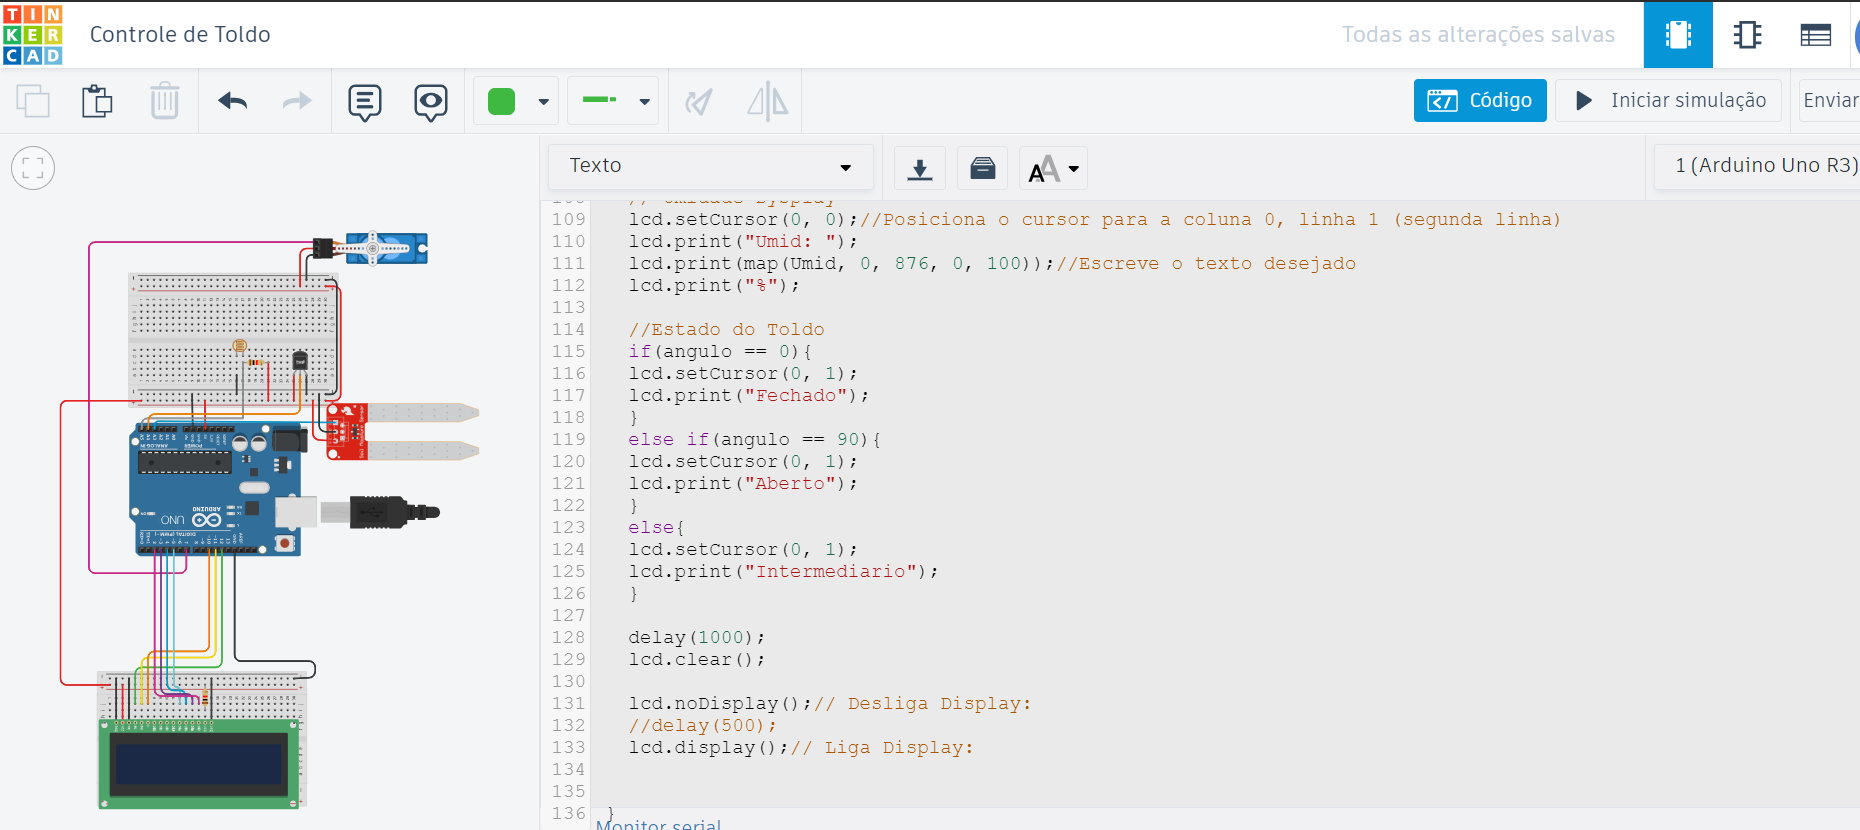 TIN
KER
CAD
Controle de Toldo
Todas as alterações salvas
Código
Iniciar simulação
Enviar
Texto
AA
1 (Arduino Uno R3)
109 lcd.setCursor(0, 0);//Posiciona o cursor para a coluna 0, linha 1 (segunda linha)
110 lcd.print("Umid: ");
111 lcd.print(map(Umid, 0, 876, 0, 100));//Escreve o texto desejado
112 lcd.print("%");
113
114 //Estado do Toldo
115 if(angulo == 0){
116 lcd.setCursor(0, 1);
117 lcd.print("Fechado");
118 }
119 else if(angulo == 90){
120 lcd.setCursor(0, 1);
121 lcd.print("Aberto");
122 }
123 else{
124 lcd.setCursor(0, 1);
125 lcd.print("Intermediario");
126 }
127
128 delay(1000);
129 lcd.clear();
130
131 lcd.noDisplay();// Desliga Display:
132 //delay(500);
133 lcd.display();// Liga Display:
134
135
136 }
Monitor serial
UNO
ARDUINO